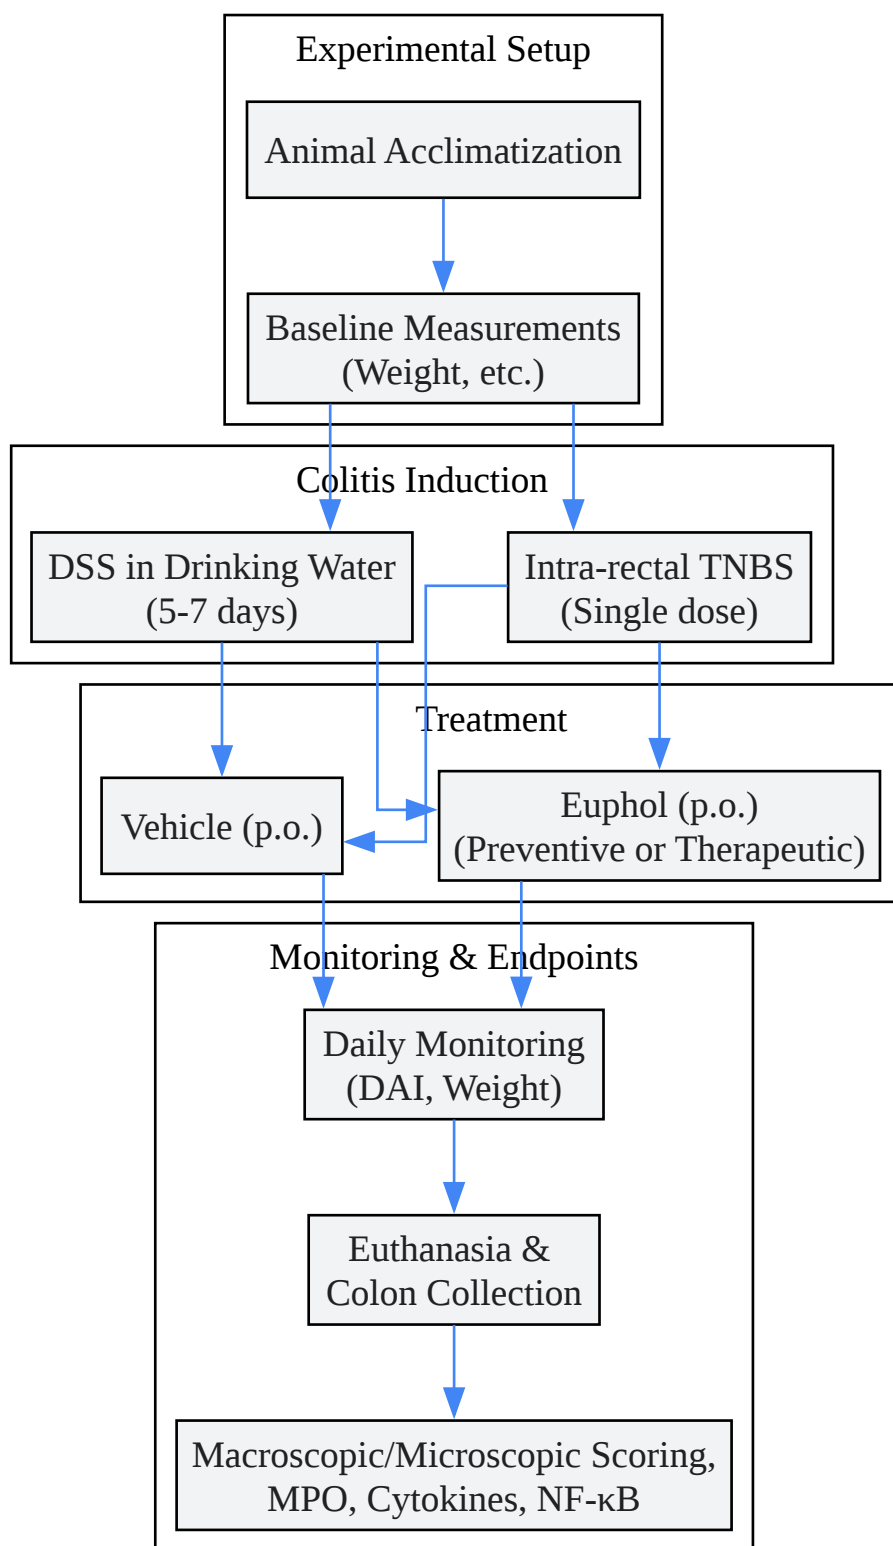 Experimental Setup
Animal Acclimatization
Baseline Measurements
(Weight, etc.)
Colitis Induction
DSS in Drinking Water
(5-7 days)
Intra-rectal TNBS
(Single dose)
Treatment
Vehicle (p.o.)
Euphol (p.o.)
(Preventive or Therapeutic)
Monitoring & Endpoints
Daily Monitoring
(DAI, Weight)
Euthanasia &
Colon Collection
Macroscopic/Microscopic Scoring,
MPO, Cytokines, NF-κB